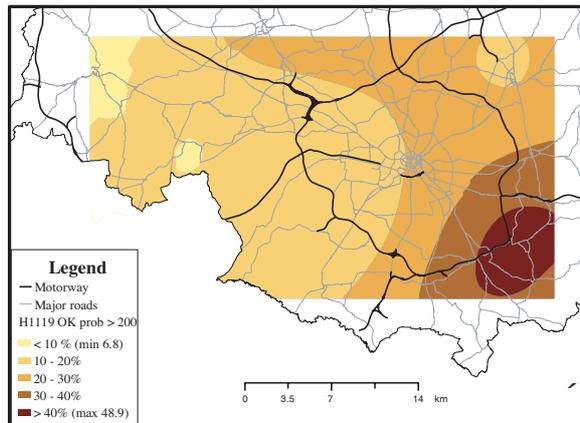 Legend
Motorway
Major roads
H1119 OK prob > 200
< 10 % (min 6.8)
10 - 20%
20 - 30%
30 - 40%
> 40% (max 48.9)
0 3.5 7 14 km